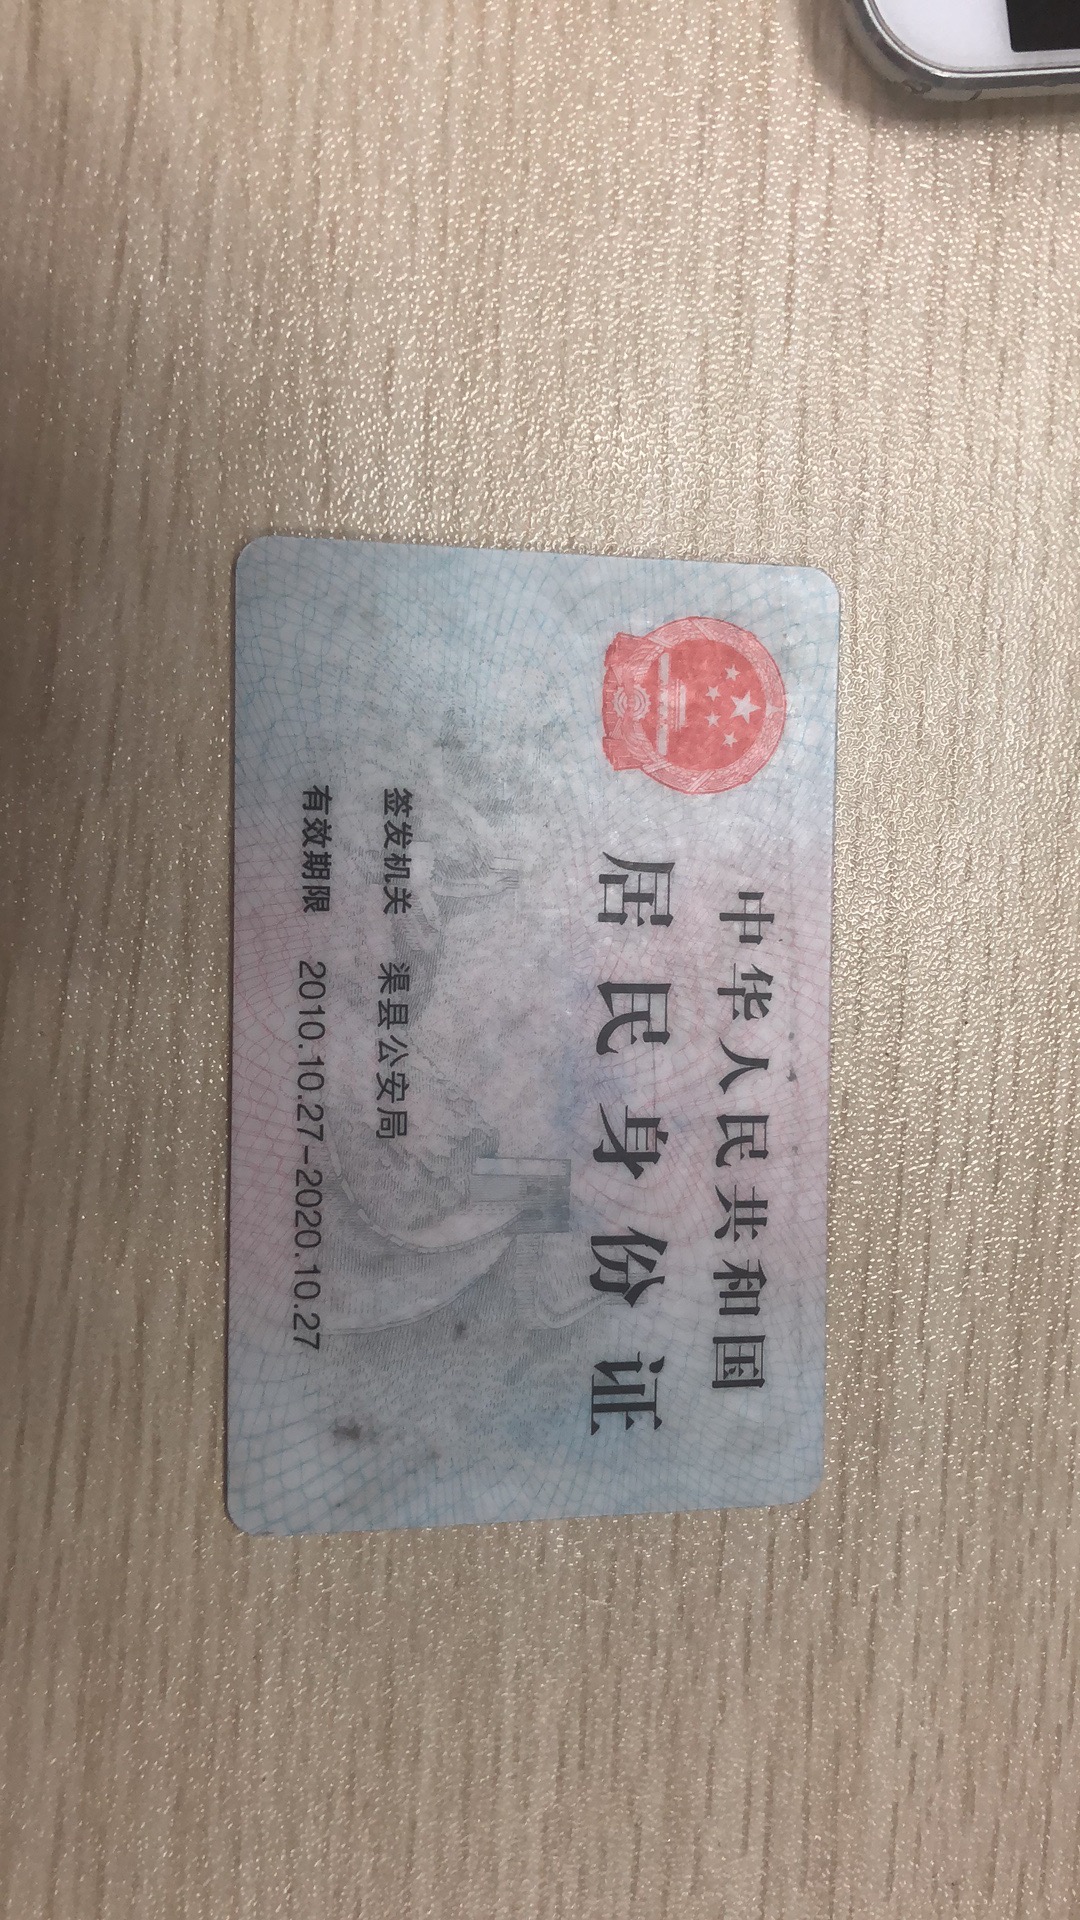 中华人民共和国
居民身份证
签发机关 渠县公安局
有效期限 2010.10.27-2020.10.27